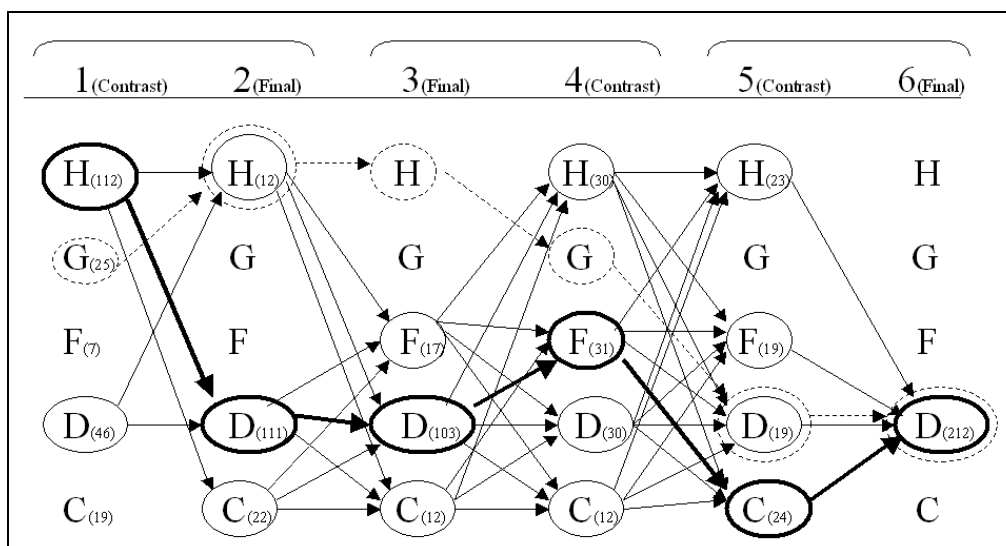 1(Contrast) 2(Final) 3(Final) 4(Contrast) 5(Contrast) 6(Final)
H(112) H(12) H H(30) H(23) H
G(25) G G G G G
F(7) F F(17) F(31) F(19) F
D(46) D(111) D(103) D(30) D(19) D(212)
C(19) C(22) C(12) C(12) C(24) C